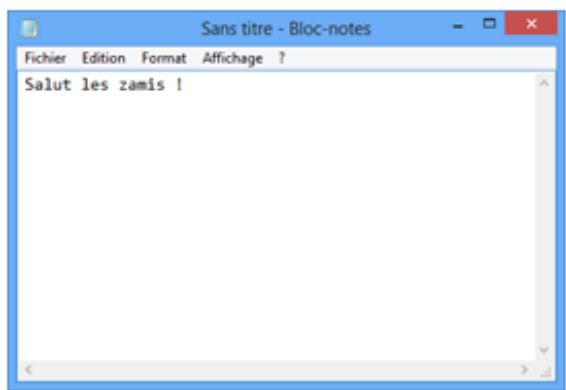 Sans titre - Bloc-notes
Fichier Edition Format Affichage ?
Salut les zamis !